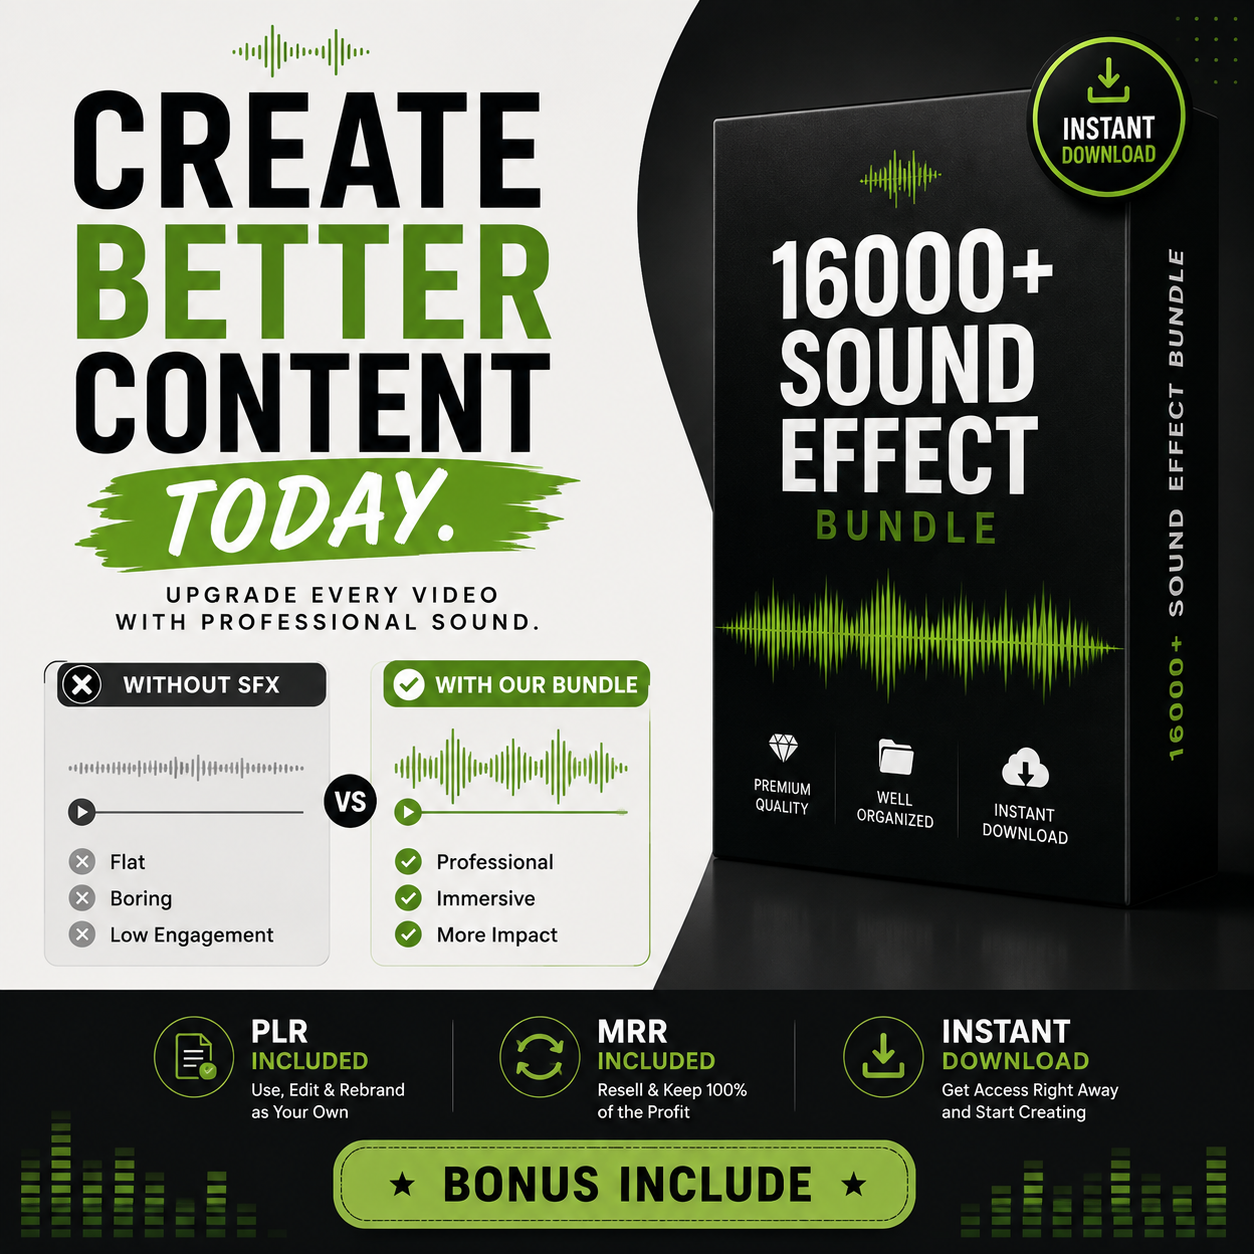 CREATE
BETTER
CONTENT
TODAY.
UPGRADE EVERY VIDEO
WITH PROFESSIONAL SOUND.
WITHOUT SFX
Flat
Boring
Low Engagement
VS
WITH OUR BUNDLE
Professional
Immersive
More Impact
INSTANT
DOWNLOAD
16000+
SOUND
EFFECT
BUNDLE
PREMIUM
QUALITY
WELL
ORGANIZED
INSTANT
DOWNLOAD
16000+ SOUND EFFECT BUNDLE
PLR
INCLUDED
Use, Edit & Rebrand
as Your Own
MRR
INCLUDED
Resell & Keep 100%
of the Profit
INSTANT
DOWNLOAD
Get Access Right Away
and Start Creating
★ BONUS INCLUDE ★